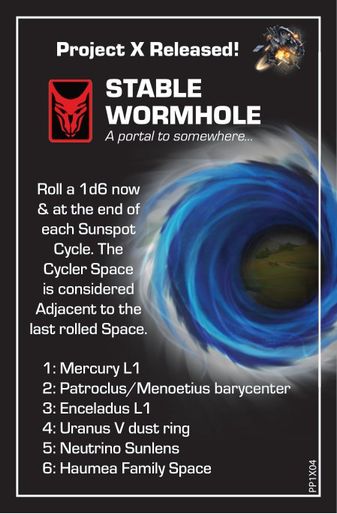 Project X Released!
STABLE
WORMHOLE
A portal to somewhere...
Roll a 1d6 now
& at the end of
each Sunspot
Cycle. The
Cycler Space
is considered
Adjacent to the
last rolled Space.
1: Mercury L1
2: Patroclus/Menoetius barycenter
3: Enceladus L1
4: Uranus V dust ring
5: Neutrino Sunlens
6: Haumea Family Space
PP1X04